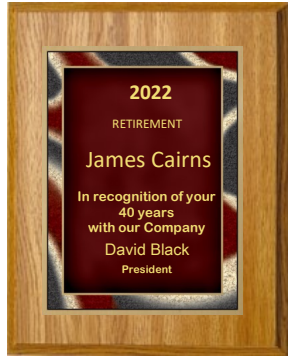 2022
RETIREMENT
James Cairns
In recognition of your
40 years
with our Company
David Black
President